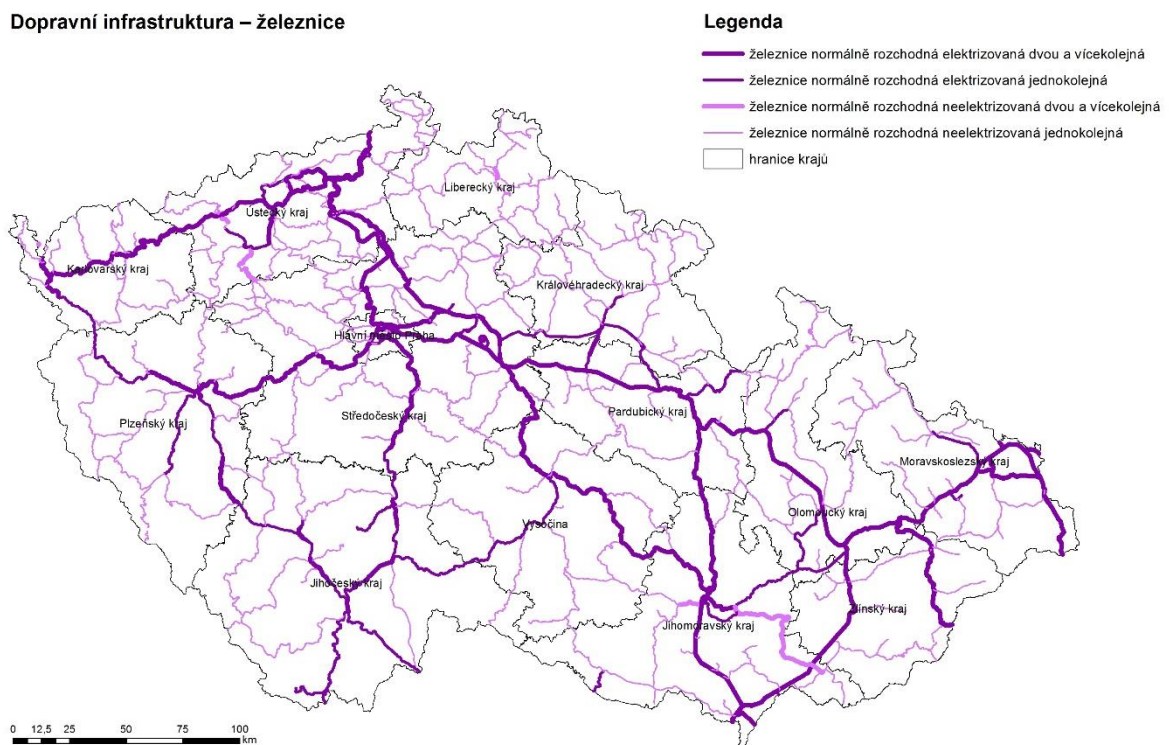 Dopravní infrastruktura – železnice
Legenda
železnice normálně rozchodná elektrizovaná dvou a vícekolejná
železnice normálně rozchodná elektrizovaná jednokolejná
železnice normálně rozchodná neelektrizovaná dvou a vícekolejná
železnice normálně rozchodná neelektrizovaná jednokolejná
hranice krajů
Liberecký kraj
Ústecký kraj
Karlovarský kraj
Královéhradecký kraj
Hlavní město Praha
Středočeský kraj
Pardubický kraj
Plzeňský kraj
Moravskoslezský kraj
Olomoucký kraj
Vysočina
Jihočeský kraj
Zlínský kraj
Jihomoravský kraj
0 12,5 25 50 75 100
km